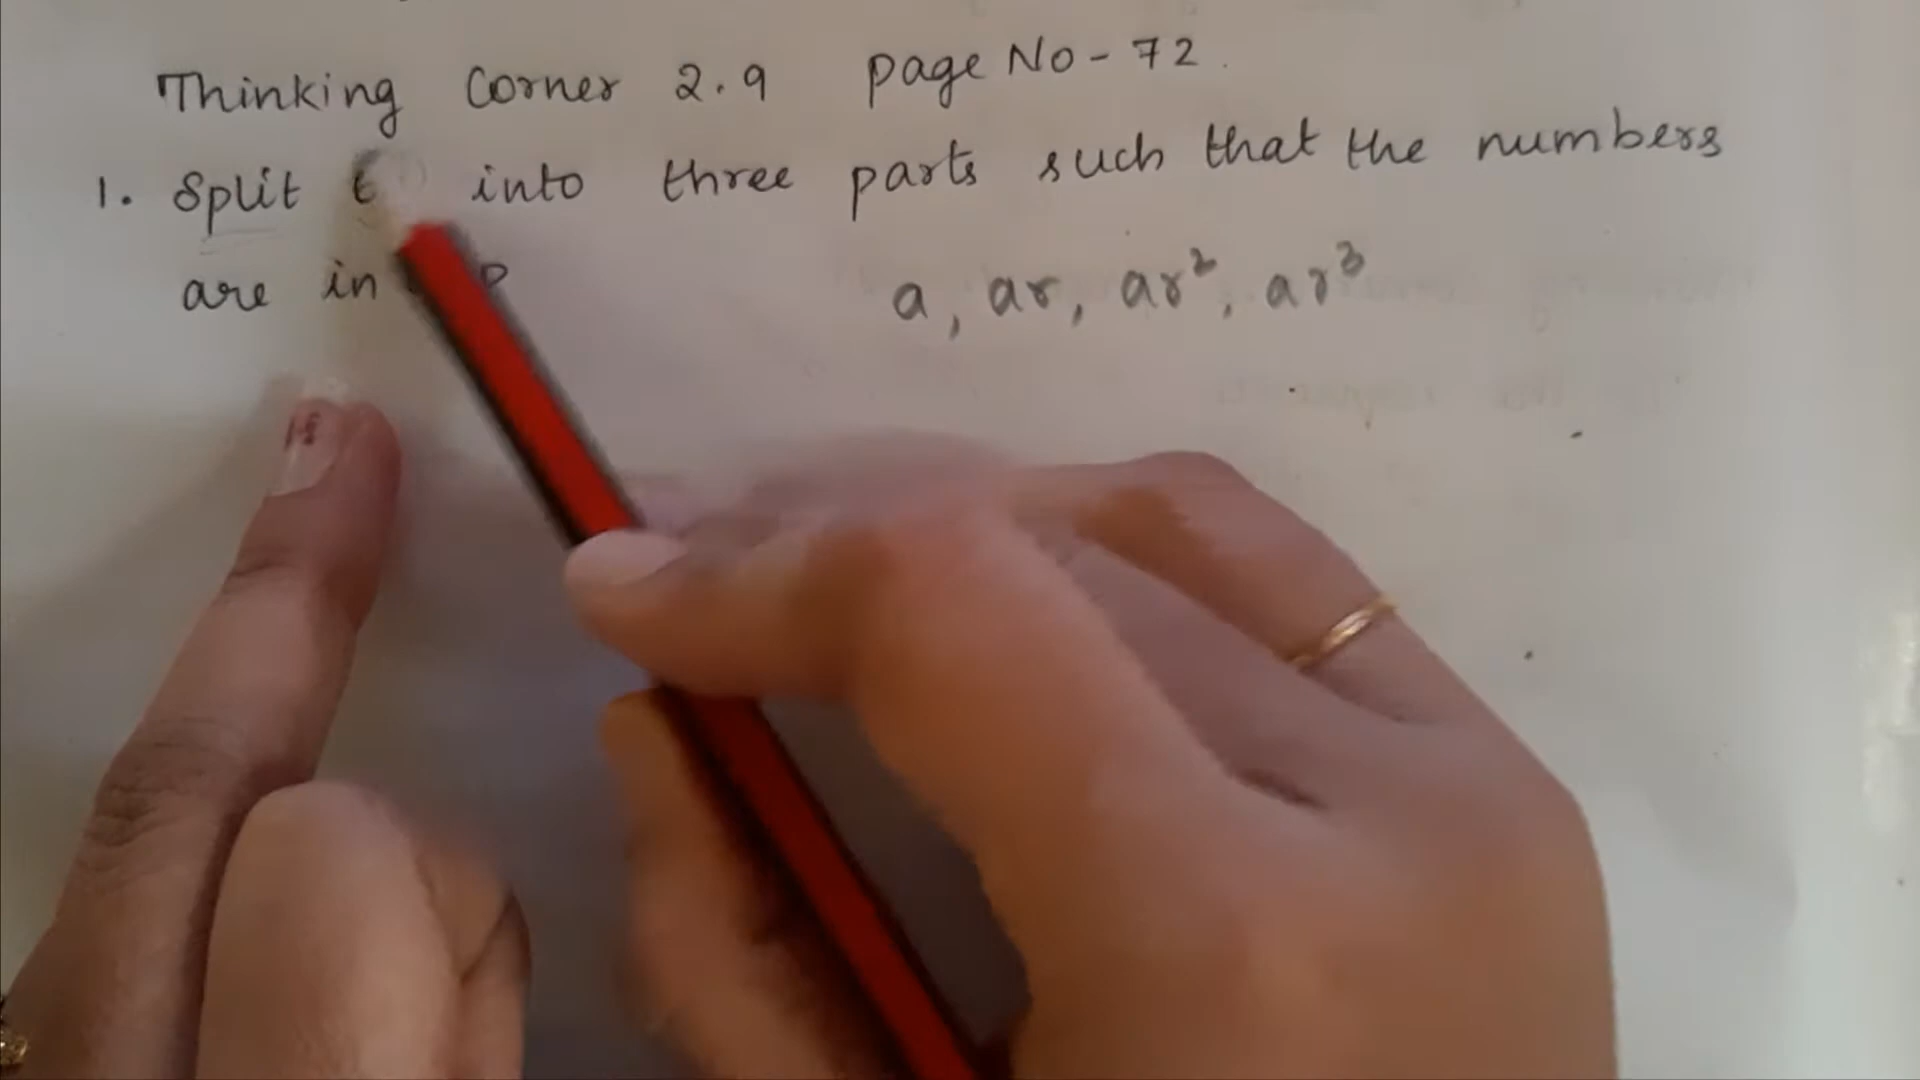 Thinking Corner 2.9 page No - 72.
1. Split into three parts such that the numbers
are in
a, ar, ar², ar³